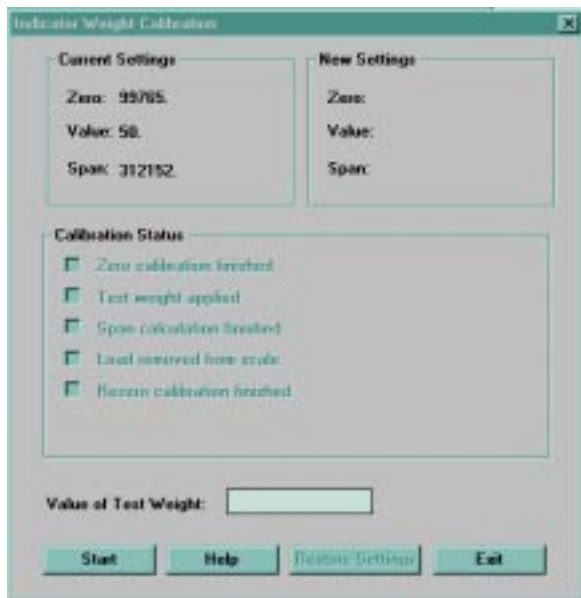 Indicator Weight Calibration
Current Settings
Zero: 99765.
Value: 50.
Span: 312152.
New Settings
Zero:
Value:
Span:
Calibration Status
Zero calibration finished
Test weight applied
Span calculation finished
Load removed from scale
Rezero calibration finished
Value of Test Weight:
Start
Help
Restore Settings
Exit